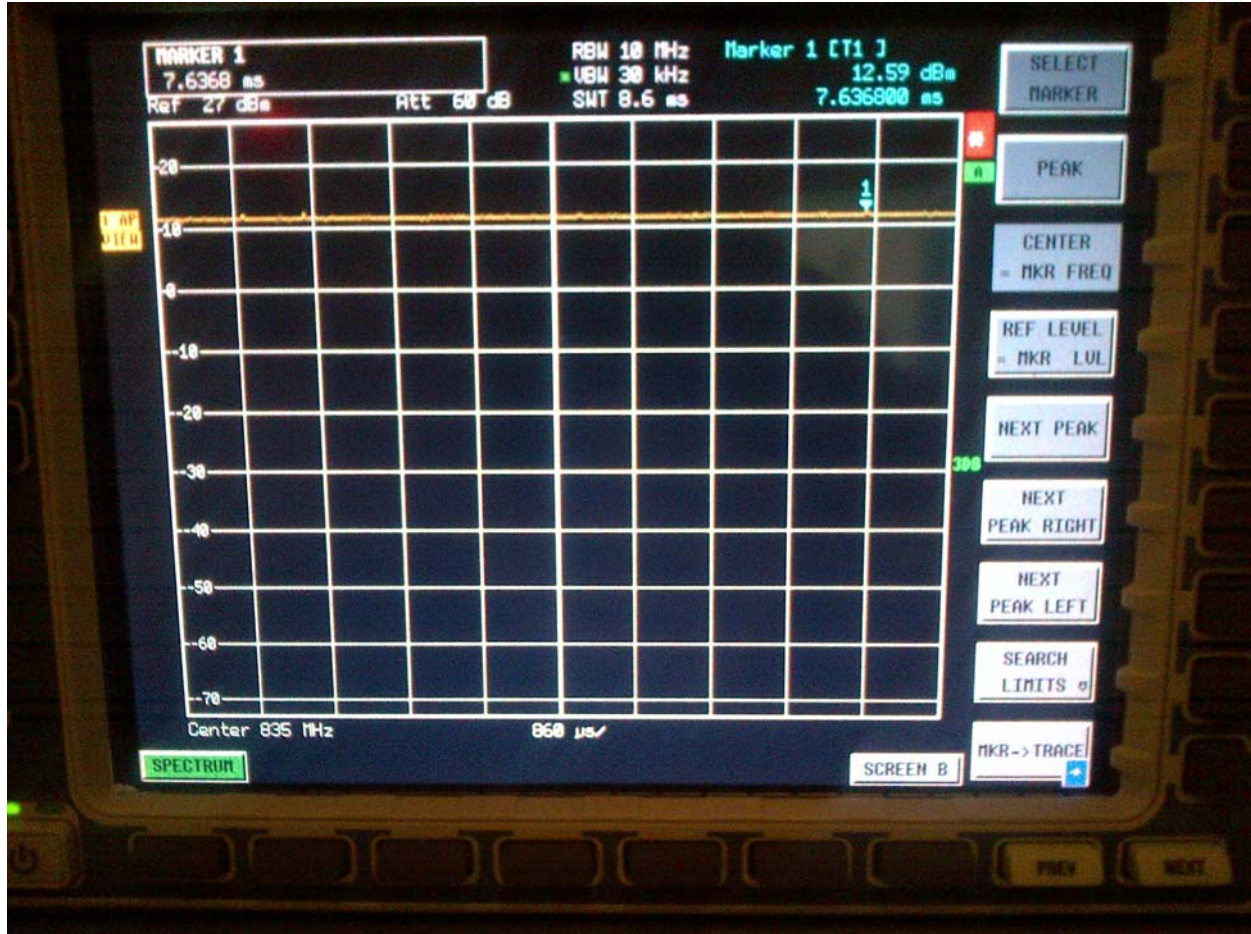 MARKER 1
7.6368 ms
RBW 10 MHz
VBW 30 kHz
SWT 8.6 ms
Marker 1 [T1 ]
12.59 dBm
7.636800 ms
Ref 27 dBm
Att 60 dB
A
20
1
1 AP
VIEW
10
0
-10
-20
-30
3DB
-40
-50
-60
-70
Center 835 MHz
860 µs/
SPECTRUM
SCREEN B
SELECT
MARKER
PEAK
CENTER
= MKR FREQ
REF LEVEL
= MKR LVL
NEXT PEAK
NEXT
PEAK RIGHT
NEXT
PEAK LEFT
SEARCH
LIMITS
MKR->TRACE
PREV
NEXT